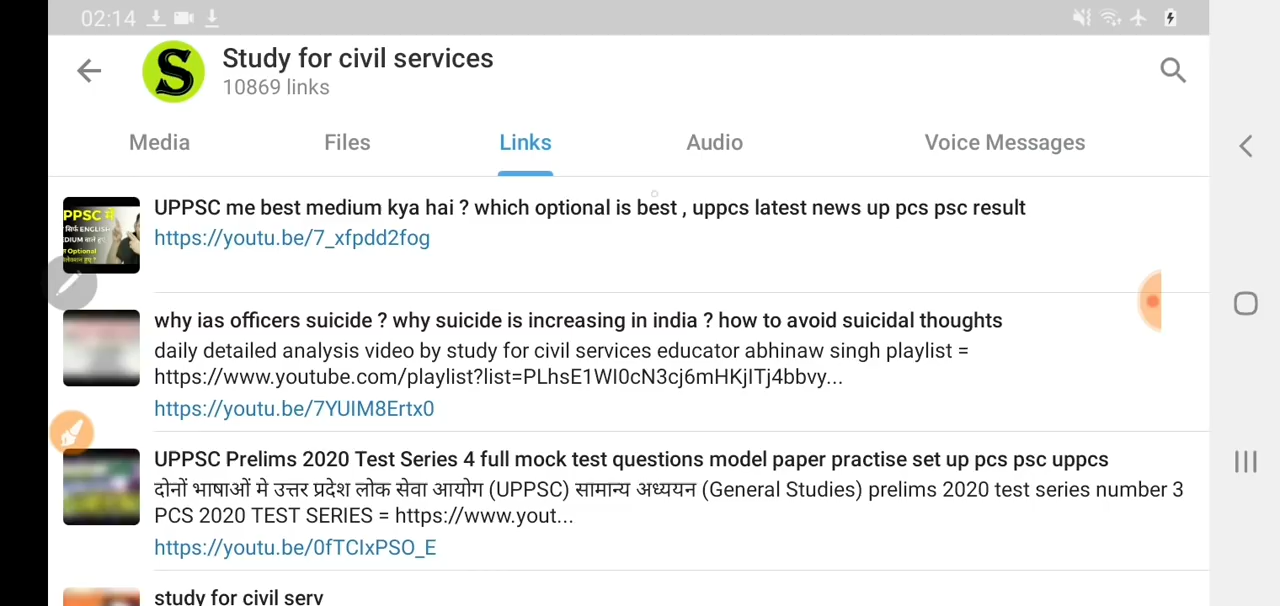 02:14
Study for civil services
10869 links
Media Files Links Audio Voice Messages
UPPSC me best medium kya hai ? which optional is best , uppcs latest news up pcs psc result
https://youtu.be/7_xfpdd2fog
why ias officers suicide ? why suicide is increasing in india ? how to avoid suicidal thoughts
daily detailed analysis video by study for civil services educator abhinaw singh playlist =
https://www.youtube.com/playlist?list=PLhsE1WI0cN3cj6mHKjITj4bbvy...
https://youtu.be/7YUIM8Ertx0
UPPSC Prelims 2020 Test Series 4 full mock test questions model paper practise set up pcs psc uppcs
दोनों भाषाओं मे उत्तर प्रदेश लोक सेवा आयोग (UPPSC) सामान्य अध्ययन (General Studies) prelims 2020 test series number 3
PCS 2020 TEST SERIES = https://www.yout...
https://youtu.be/0fTCIxPSO_E
study for civil serv